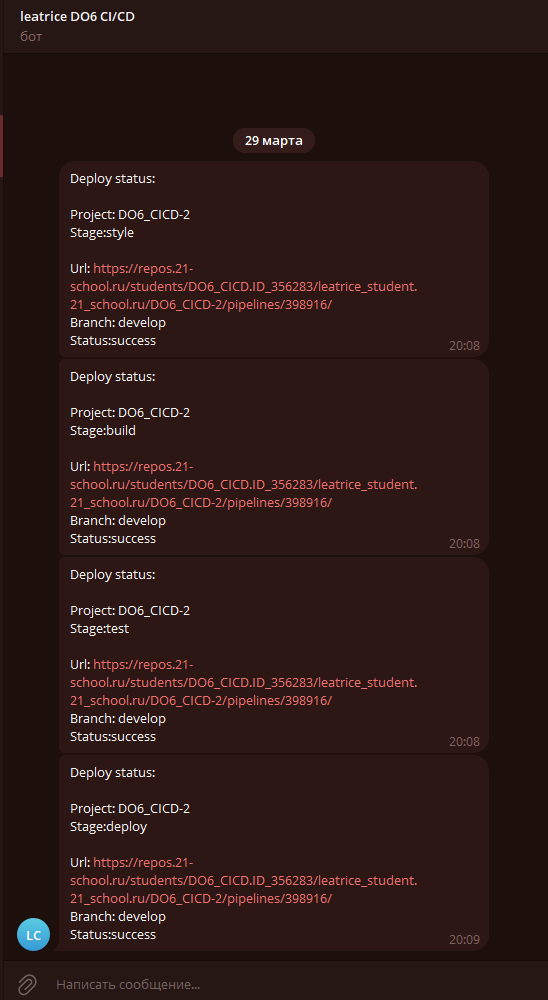 leatrice DO6 CI/CD
бот
29 марта
Deploy status:
Project: DO6_CICD-2
Stage:style
Url: https://repos.21-
school.ru/students/DO6_CICD.ID_356283/leatrice_student.
21_school.ru/DO6_CICD-2/pipelines/398916/
Branch: develop
Status:success
20:08
Deploy status:
Project: DO6_CICD-2
Stage:build
Url: https://repos.21-
school.ru/students/DO6_CICD.ID_356283/leatrice_student.
21_school.ru/DO6_CICD-2/pipelines/398916/
Branch: develop
Status:success
20:08
Deploy status:
Project: DO6_CICD-2
Stage:test
Url: https://repos.21-
school.ru/students/DO6_CICD.ID_356283/leatrice_student.
21_school.ru/DO6_CICD-2/pipelines/398916/
Branch: develop
Status:success
20:08
Deploy status:
Project: DO6_CICD-2
Stage:deploy
Url: https://repos.21-
school.ru/students/DO6_CICD.ID_356283/leatrice_student.
21_school.ru/DO6_CICD-2/pipelines/398916/
Branch: develop
Status:success
20:09
LC
Написать сообщение...